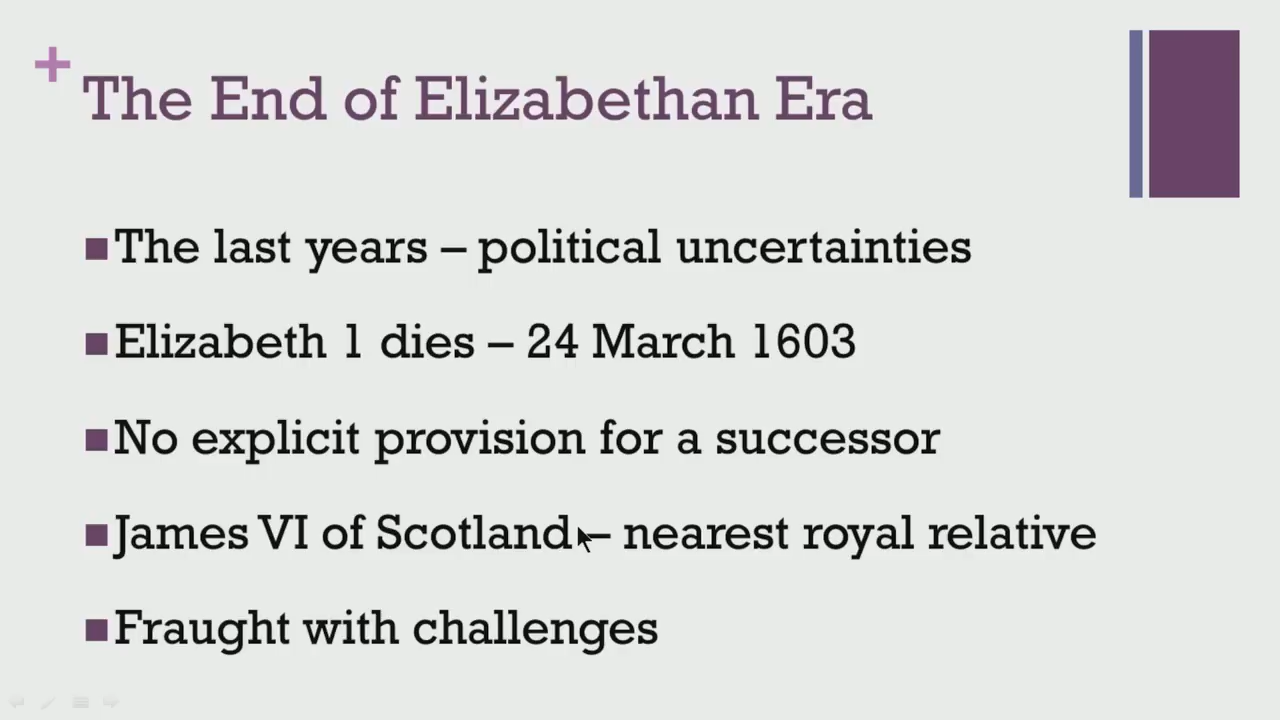 +
The End of Elizabethan Era
The last years – political uncertainties
Elizabeth 1 dies – 24 March 1603
No explicit provision for a successor
James VI of Scotland – nearest royal relative
Fraught with challenges